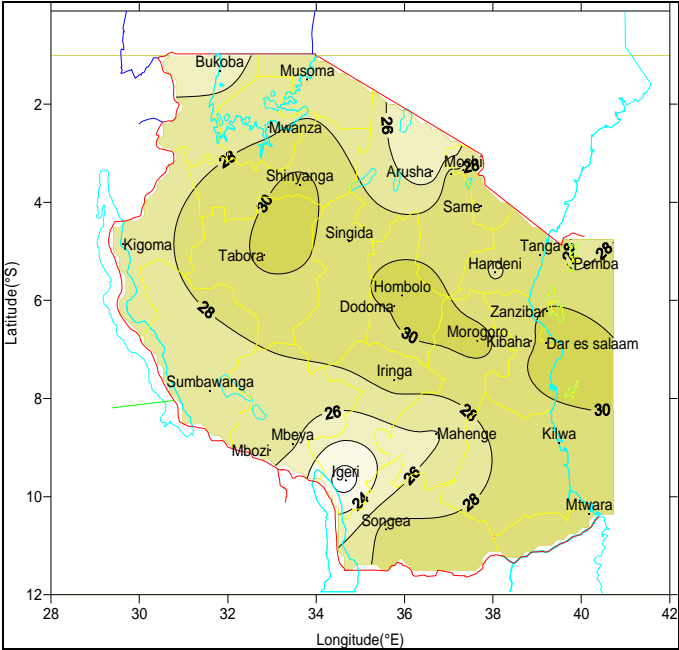 Bukoba
Musoma
2
26
Mwanza
28
Moshi
28
Arusha
Shinyanga
30
4
Same
Singida
Kigoma
Tabora
Tanga
28
28
Handeni
Pemba
Hombolo
6
28
Dodoma
Zanzibar
30
Morogoro
Kibaha
Dar es salaam
Iringa
Sumbawanga
8
26
28
30
Mbeya
Mahenge
Kilwa
Mbozi
Igeri
26
10
24
28
Mtwara
Songea
12
28
30
32
34
36
38
40
42
Latitude(°S)
Longitude(°E)